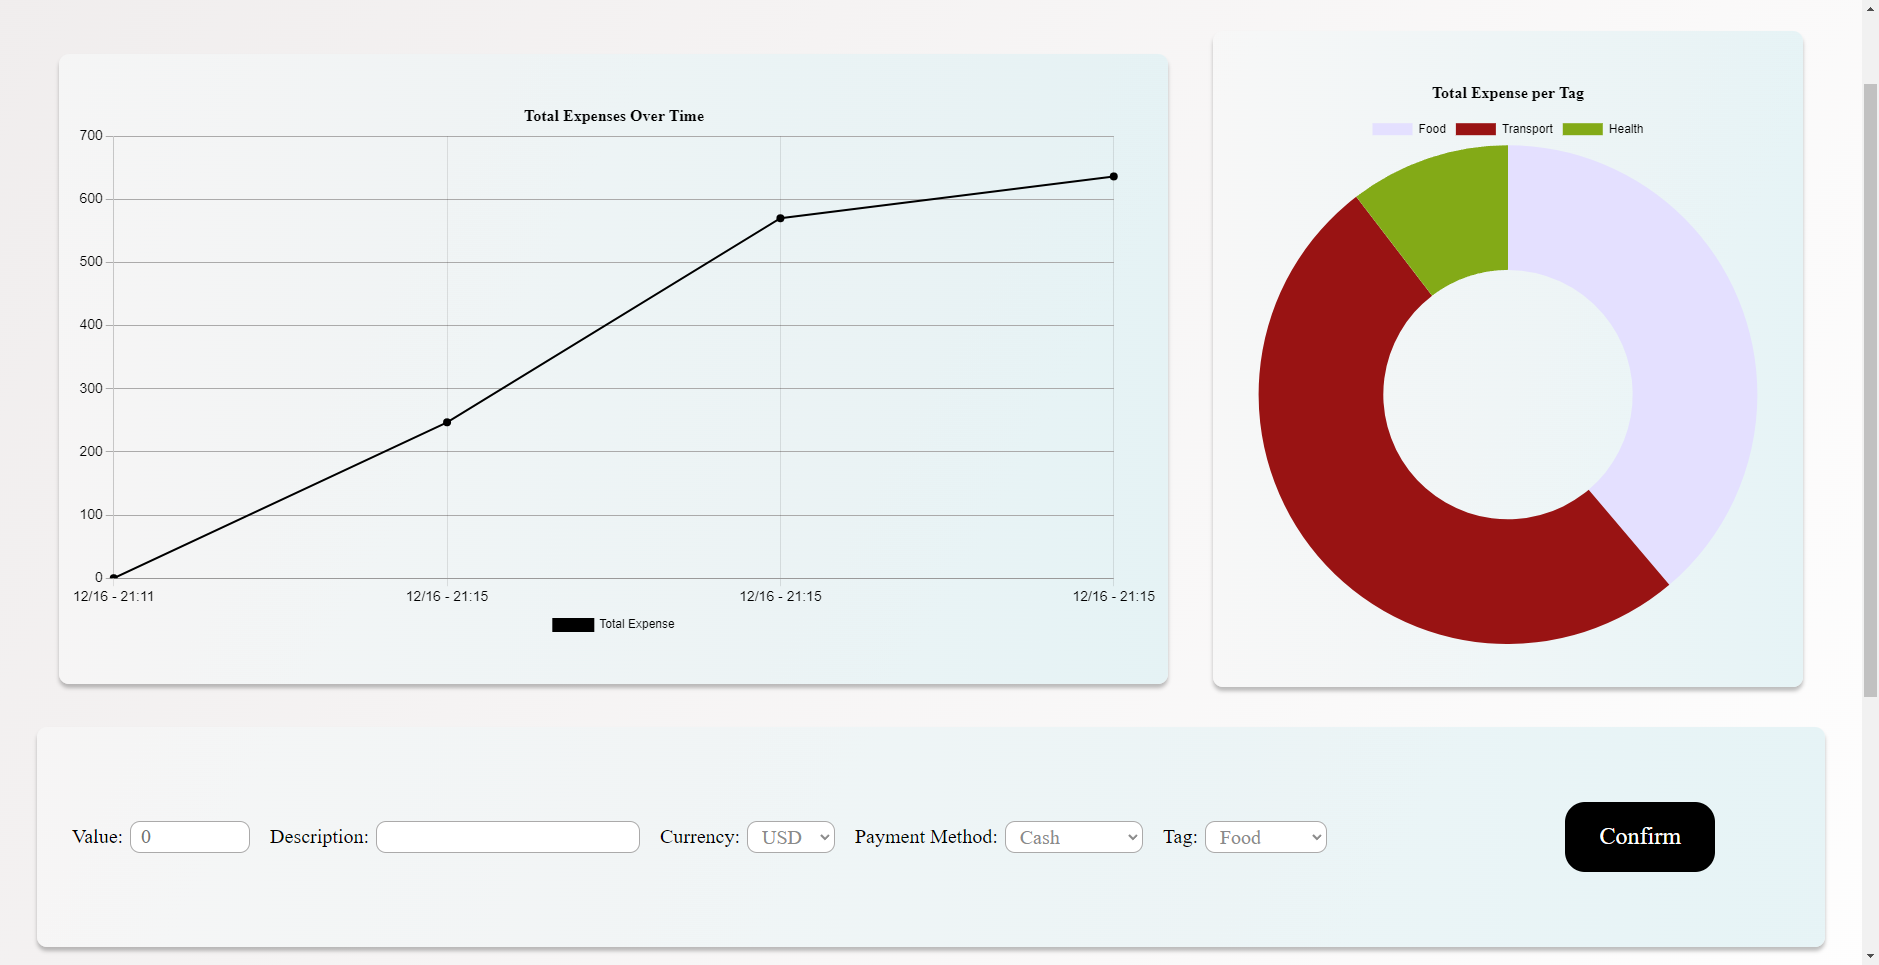 Total Expenses Over Time
700
600
500
400
300
200
100
0
12/16 - 21:11 12/16 - 21:15 12/16 - 21:15 12/16 - 21:15
Total Expense
Total Expense per Tag
Food Transport Health
Value: 0 Description: Currency: USD Payment Method: Cash Tag: Food Confirm